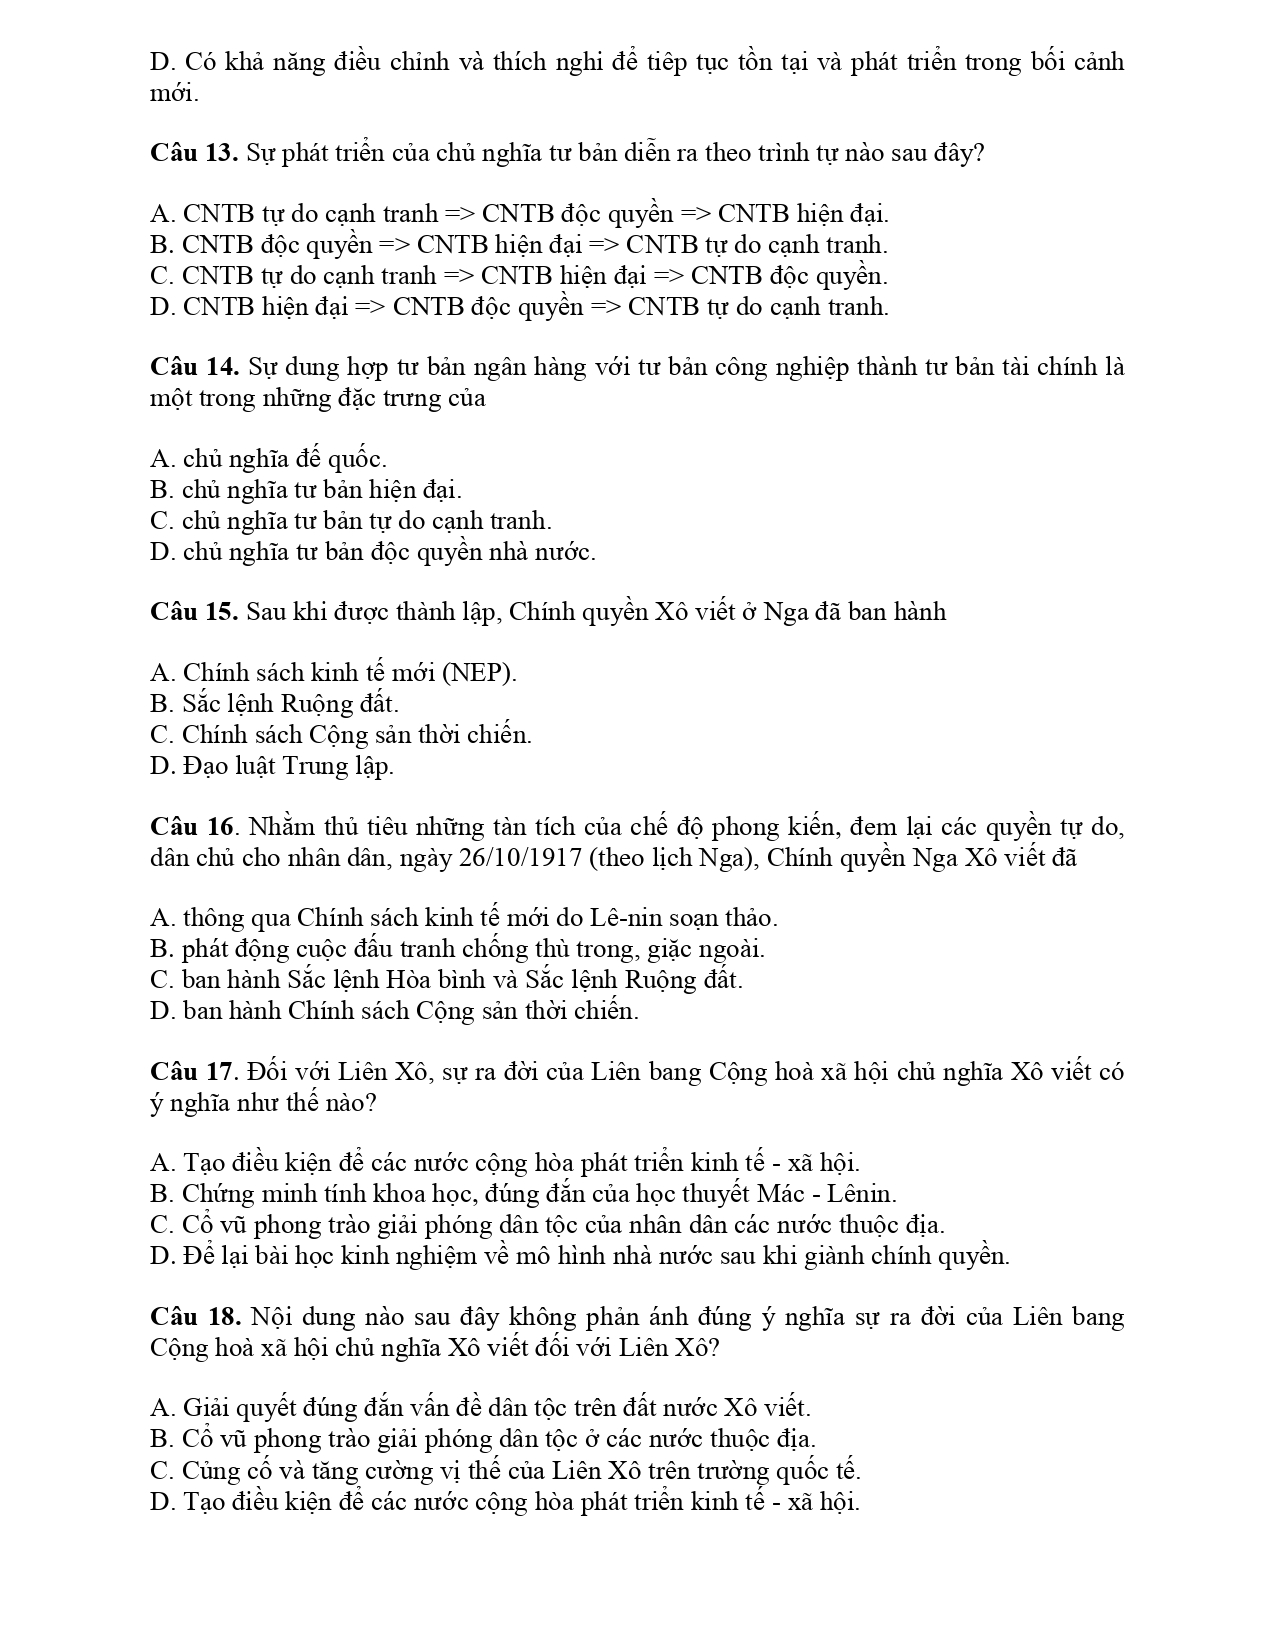 D. Có khả năng điều chỉnh và thích nghi để tiêp tục tồn tại và phát triển trong bối cảnh
mới.
Câu 13. Sự phát triển của chủ nghĩa tư bản diễn ra theo trình tự nào sau đây?
A. CNTB tự do cạnh tranh => CNTB độc quyền => CNTB hiện đại.
B. CNTB độc quyền => CNTB hiện đại => CNTB tự do cạnh tranh.
C. CNTB tự do cạnh tranh => CNTB hiện đại => CNTB độc quyền.
D. CNTB hiện đại => CNTB độc quyền => CNTB tự do cạnh tranh.
Câu 14. Sự dung hợp tư bản ngân hàng với tư bản công nghiệp thành tư bản tài chính là
một trong những đặc trưng của
A. chủ nghĩa đế quốc.
B. chủ nghĩa tư bản hiện đại.
C. chủ nghĩa tư bản tự do cạnh tranh.
D. chủ nghĩa tư bản độc quyền nhà nước.
Câu 15. Sau khi được thành lập, Chính quyền Xô viết ở Nga đã ban hành
A. Chính sách kinh tế mới (NEP).
B. Sắc lệnh Ruộng đất.
C. Chính sách Cộng sản thời chiến.
D. Đạo luật Trung lập.
Câu 16. Nhằm thủ tiêu những tàn tích của chế độ phong kiến, đem lại các quyền tự do,
dân chủ cho nhân dân, ngày 26/10/1917 (theo lịch Nga), Chính quyền Nga Xô viết đã
A. thông qua Chính sách kinh tế mới do Lê-nin soạn thảo.
B. phát động cuộc đấu tranh chống thù trong, giặc ngoài.
C. ban hành Sắc lệnh Hòa bình và Sắc lệnh Ruộng đất.
D. ban hành Chính sách Cộng sản thời chiến.
Câu 17. Đối với Liên Xô, sự ra đời của Liên bang Cộng hoà xã hội chủ nghĩa Xô viết có
ý nghĩa như thế nào?
A. Tạo điều kiện để các nước cộng hòa phát triển kinh tế - xã hội.
B. Chứng minh tính khoa học, đúng đắn của học thuyết Mác - Lênin.
C. Cổ vũ phong trào giải phóng dân tộc của nhân dân các nước thuộc địa.
D. Để lại bài học kinh nghiệm về mô hình nhà nước sau khi giành chính quyền.
Câu 18. Nội dung nào sau đây không phản ánh đúng ý nghĩa sự ra đời của Liên bang
Cộng hoà xã hội chủ nghĩa Xô viết đối với Liên Xô?
A. Giải quyết đúng đắn vấn đề dân tộc trên đất nước Xô viết.
B. Cổ vũ phong trào giải phóng dân tộc ở các nước thuộc địa.
C. Củng cố và tăng cường vị thế của Liên Xô trên trường quốc tế.
D. Tạo điều kiện để các nước cộng hòa phát triển kinh tế - xã hội.